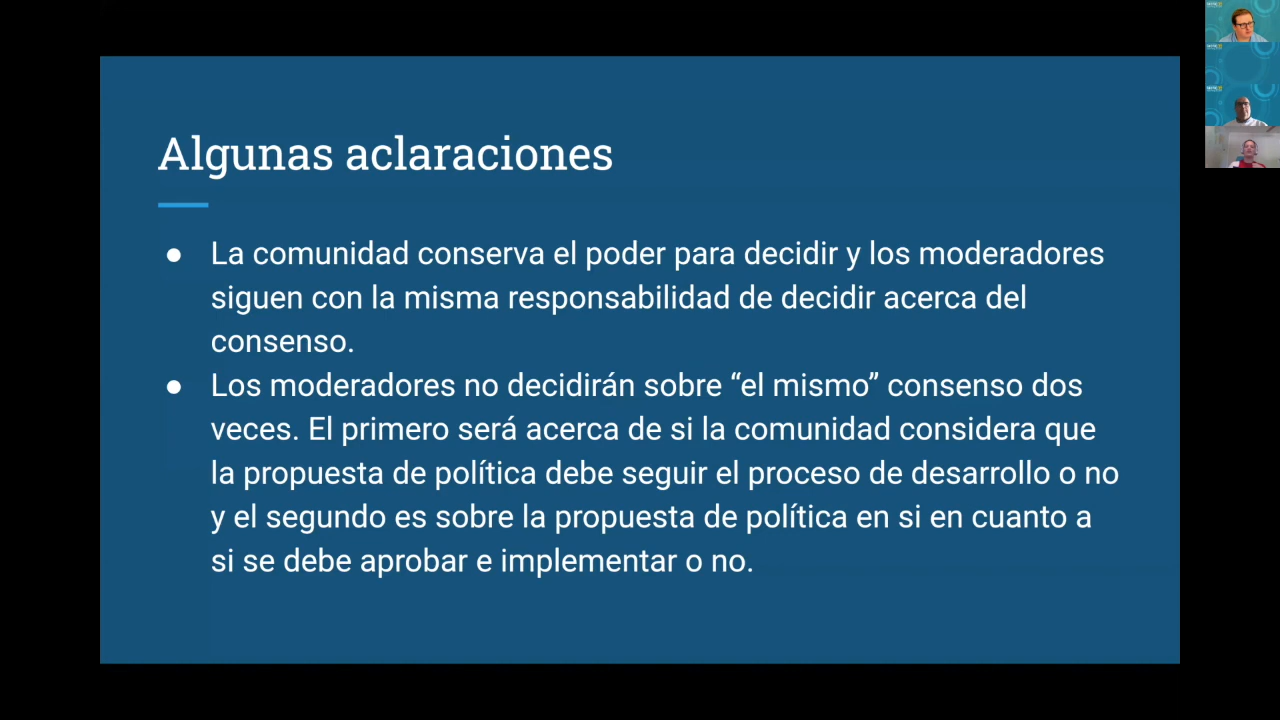 Algunas aclaraciones
● La comunidad conserva el poder para decidir y los moderadores
siguen con la misma responsabilidad de decidir acerca del
consenso.
● Los moderadores no decidirán sobre “el mismo” consenso dos
veces. El primero será acerca de si la comunidad considera que
la propuesta de política debe seguir el proceso de desarrollo o no
y el segundo es sobre la propuesta de política en si en cuanto a
si se debe aprobar e implementar o no.